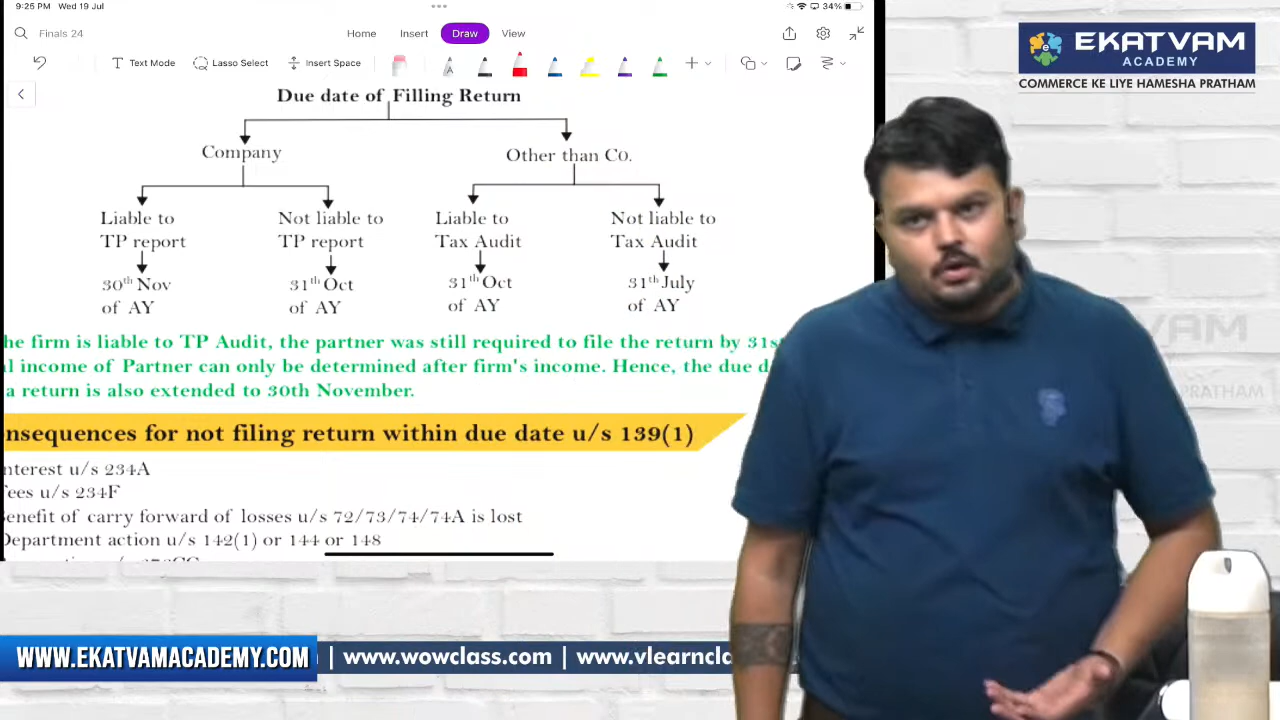 9:25 PM Wed 19 Jul
34%
Finals 24
Home Insert Draw View
Text Mode Lasso Select Insert Space
EKATVAM
ACADEMY
COMMERCE KE LIYE HAMESHA PRATHAM
Due date of Filling Return
Company
Other than Co.
Liable to
TP report
Not liable to
TP report
Liable to
Tax Audit
Not liable to
Tax Audit
30th Nov
of AY
31th Oct
of AY
31th Oct
of AY
31th July
of AY
he firm is liable to TP Audit, the partner was still required to file the return by 31s
l income of Partner can only be determined after firm's income. Hence, the due d
a return is also extended to 30th November.
nsequences for not filing return within due date u/s 139(1)
nterest u/s 234A
Fees u/s 234F
Benefit of carry forward of losses u/s 72/73/74/74A is lost
Department action u/s 142(1) or 144 or 148
VAM
PRATHAM
WWW.EKATVAMACADEMY.COM | www.wowclass.com | www.vlearncla